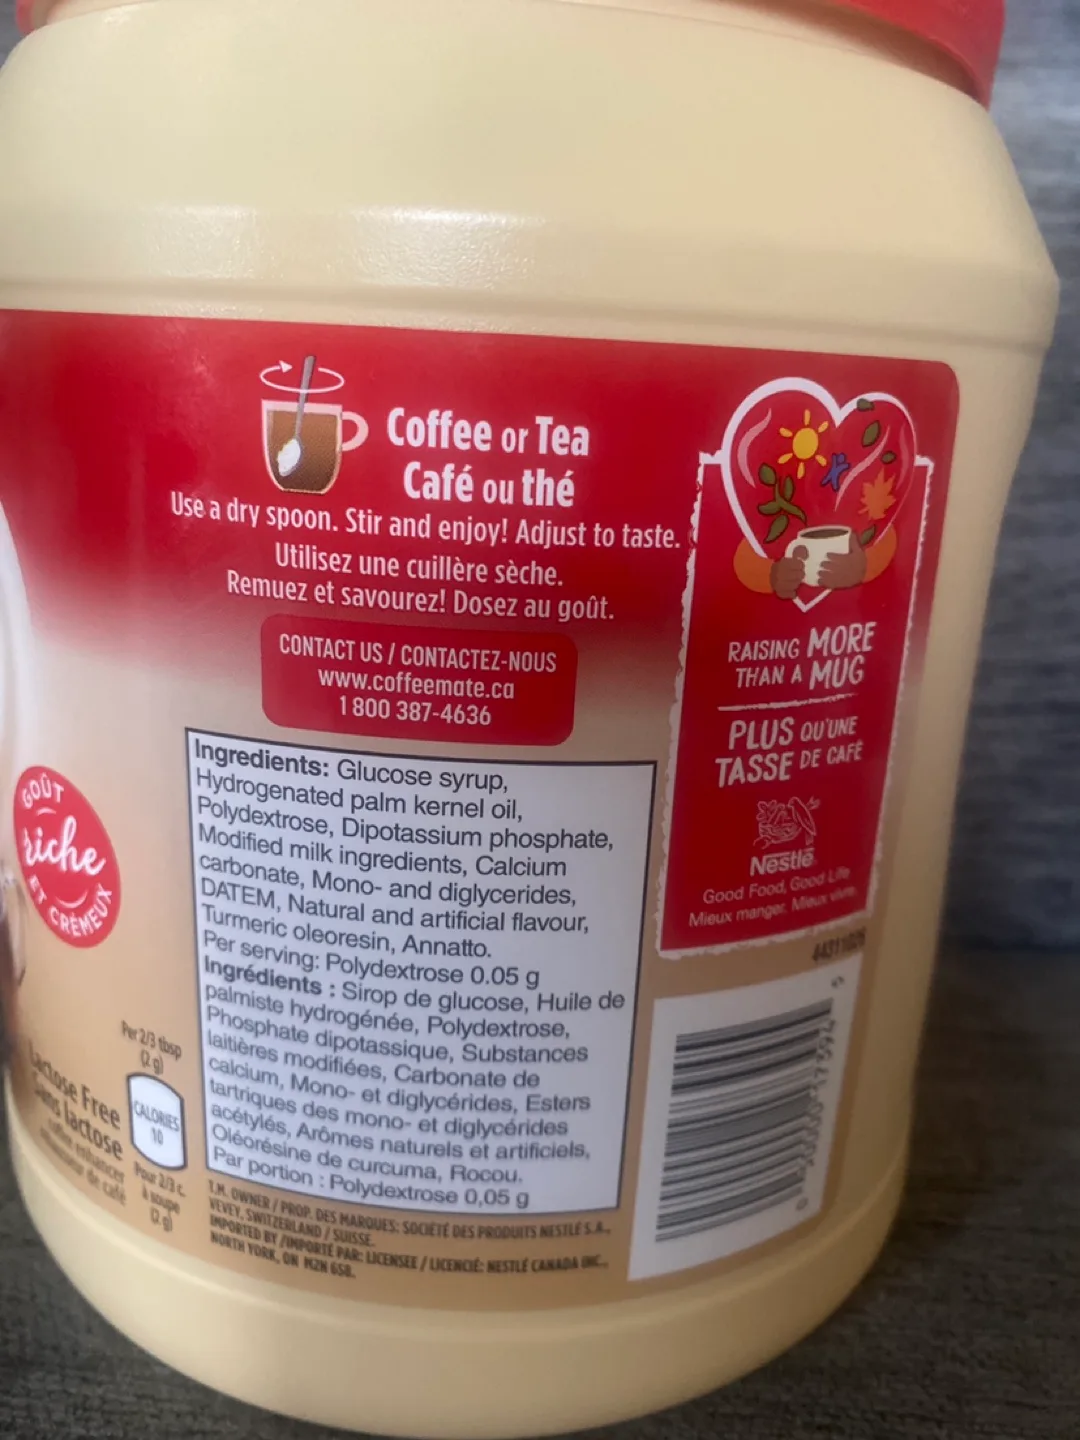 Coffee or Tea
Café ou thé
Use a dry spoon. Stir and enjoy! Adjust to taste.
Utilisez une cuillère sèche.
Remuez et savourez! Dosez au goût.
CONTACT US / CONTACTEZ-NOUS
www.coffeemate.ca
1 800 387-4636
Ingredients: Glucose syrup,
Hydrogenated palm kernel oil,
Polydextrose, Dipotassium phosphate,
Modified milk ingredients, Calcium
carbonate, Mono- and diglycerides,
DATEM, Natural and artificial flavour,
Turmeric oleoresin, Annatto.
Per serving: Polydextrose 0.05 g
Ingrédients : Sirop de glucose, Huile de
palmiste hydrogénée, Polydextrose,
Phosphate dipotassique, Substances
laitières modifiées, Carbonate de
calcium, Mono- et diglycérides, Esters
tartriques des mono- et diglycérides
acétylés, Arômes naturels et artificiels,
Oléorésine de curcuma, Rocou.
Par portion : Polydextrose 0,05 g
T.M. OWNER / PROP. DES MARQUES: SOCIÉTÉ DES PRODUITS NESTLÉ S.A.,
VEVEY, SWITZERLAND / SUISSE.
IMPORTED BY /IMPORTÉ PAR: LICENSEE / LICENCIÉ: NESTLÉ CANADA INC.,
NORTH YORK, ON M2N 6S8.
RAISING MORE
THAN A MUG
PLUS QU'UNE
TASSE DE CAFÉ
Nestlé
Good Food, Good Life
Mieux manger, Mieux vivre
GOÛT
riche
ET CRÉMEUX
Per 2/3 tbsp
(2 g)
CALORIES
10
Pour 2/3 c.
à soupe
(2 g)
Lactose Free
Sans lactose
coffee enhancer
de café